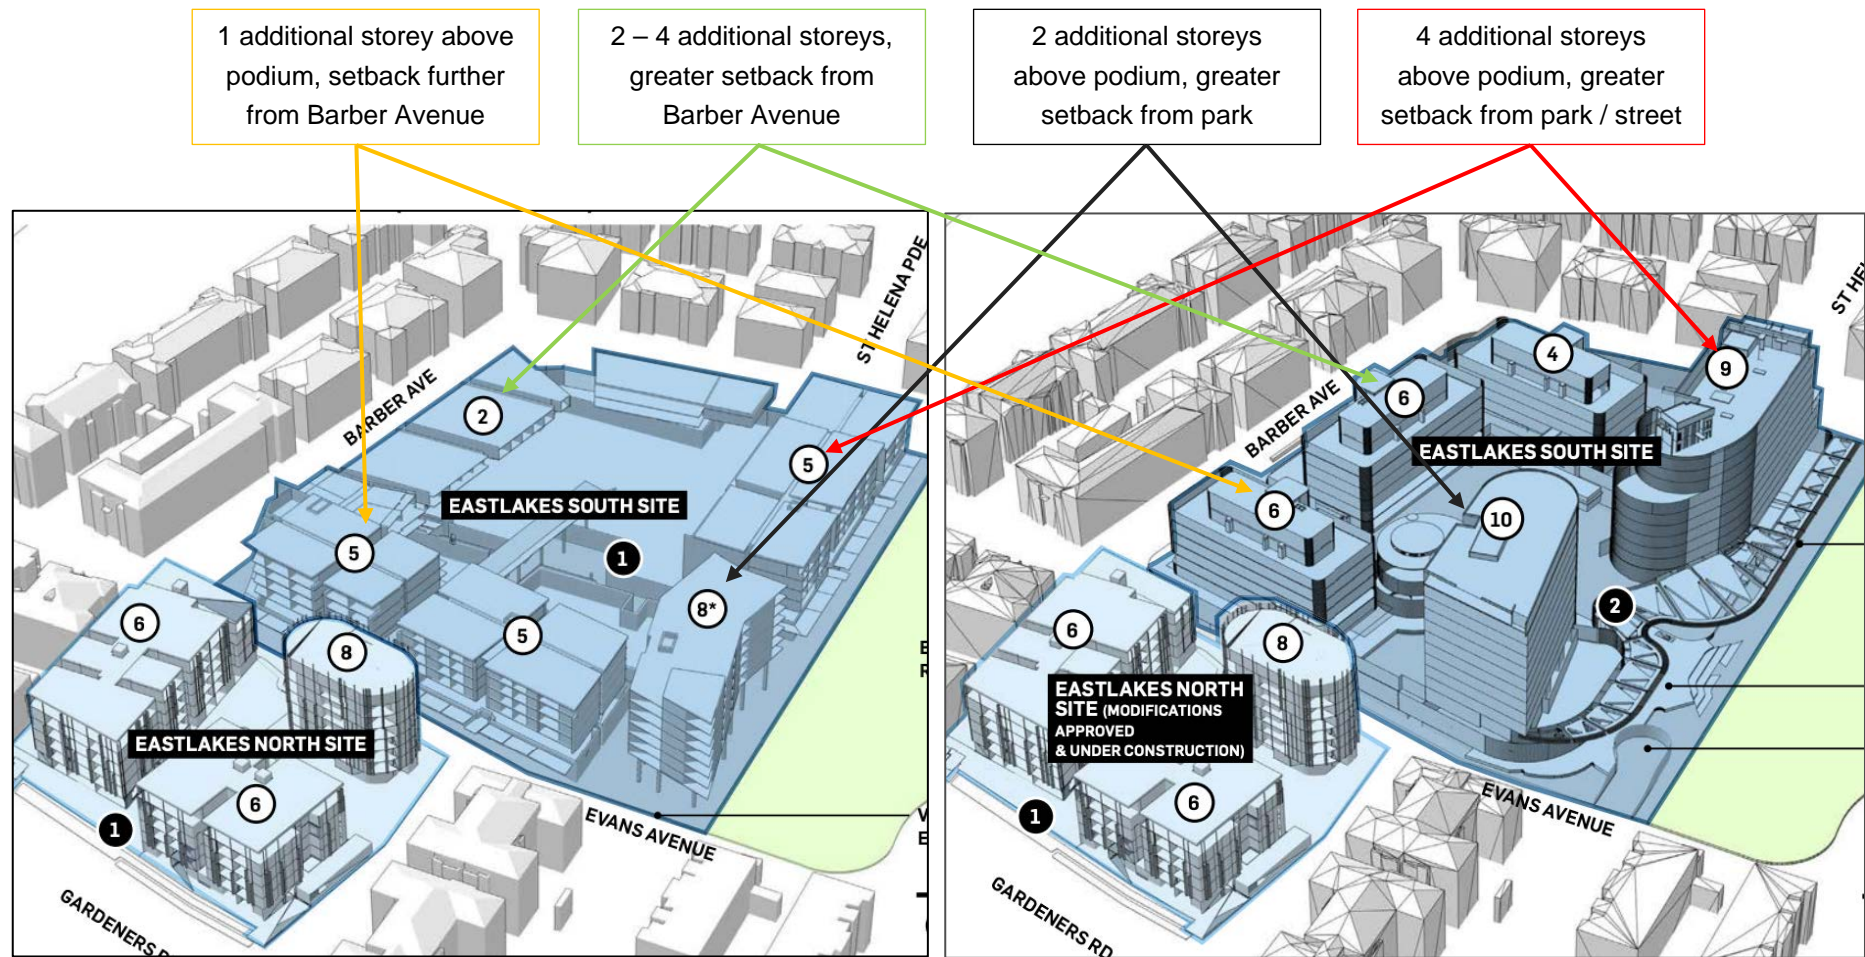 1 additional storey above
podium, setback further
from Barber Avenue
2 – 4 additional storeys,
greater setback from
Barber Avenue
2 additional storeys
above podium, greater
setback from park
4 additional storeys
above podium, greater
setback from park / street
ST HELENA PDE
BARBER AVE
2
5
EASTLAKES SOUTH SITE
1
5
8*
5
6
8
EASTLAKES NORTH SITE
6
1
EVANS AVENUE
GARDENERS R
ST HE
4
9
6
BARBER AVE
EASTLAKES SOUTH SITE
6
10
2
6
8
EASTLAKES NORTH
SITE (MODIFICATIONS
APPROVED
& UNDER CONSTRUCTION)
6
1
EVANS AVENUE
GARDENERS RD